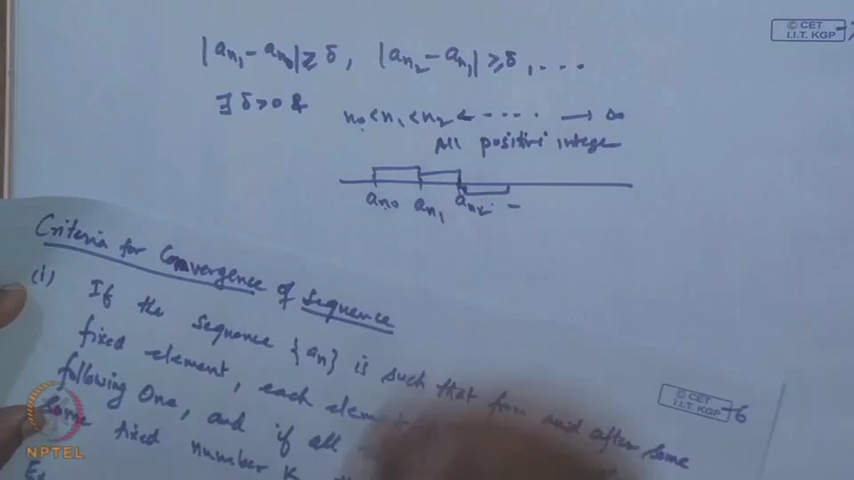 |an₁ - an₀| ≥ δ, |an₂ - an₁| ≥ δ, ....
© CET
I.I.T. KGP
∃ δ>0 &
n₀ < n₁ < n₂ < ..... → ∞
All positive integer
an₀ an₁ an₂ -
Criteria for Convergence of Sequence
(i) If the sequence {an} is such that from and after some
fixed element, each element
following One, and if all
some fixed number K
© CET
I.I.T. KGP
-6
NPTEL